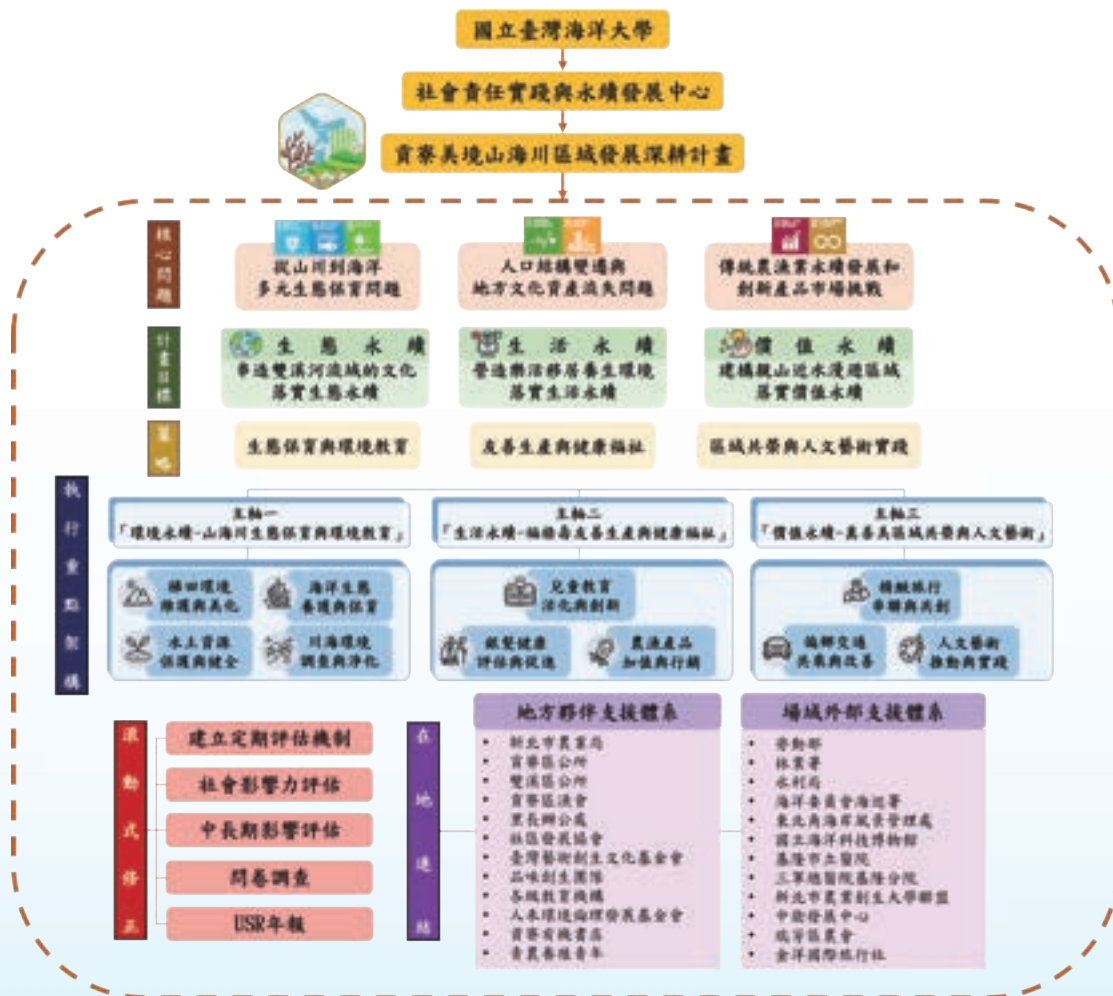 國立臺灣海洋大學
社會責任實踐與永續發展中心
貢寮美境山海川區域發展深耕計畫
核心問題
從山川到海洋
多元生態保育問題
人口結構變遷與
地方文化資產流失問題
傳統農漁業永續發展和
創新產品市場挑戰
計畫目標
生態永續
串造雙溪河流域的文化
落實生態永續
生活永續
營造樂活移居養生環境
落實生活永續
價值永續
建構親山近水漫遊區域
落實價值永續
策略
生態保育與環境教育
友善生產與健康福祉
區域共榮與人文藝術實踐
執行重點架構
主軸一
「環境永續-山海川生態保育與環境教育」
主軸二
「生活永續-福祿壽友善生產與健康福祉」
主軸三
「價值永續-真善美區域共榮與人文藝術」
梯田環境
維護與美化
海洋生態
養護與保育
水土資源
保護與健全
川海環境
調查與淨化
兒童教育
活化與創新
銀髮健康
評估與促進
農漁產品
加值與行銷
模組旅行
串聯與共創
偏鄉交通
共乘與改善
人文藝術
推動與實踐
滾動式修正
建立定期評估機制
社會影響力評估
中長期影響評估
問卷調查
USR年報
在地連結
地方夥伴支援體系
• 新北市農業局
• 貢寮區公所
• 雙溪區公所
• 貢寮區漁會
• 里長辦公處
• 社區發展協會
• 臺灣藝術創生文化基金會
• 品味創生團隊
• 各級教育機構
• 人禾環境倫理發展基金會
• 貢寮有機書店
• 青農養殖青年
場域外部支援體系
• 勞動部
• 林業署
• 水利局
• 海洋委員會海巡署
• 東北角海岸風景管理處
• 國立海洋科技博物館
• 基隆市立醫院
• 三軍總醫院基隆分院
• 新北市農業創生大學聯盟
• 瑞芳區農會
• 金洋國際旅行社